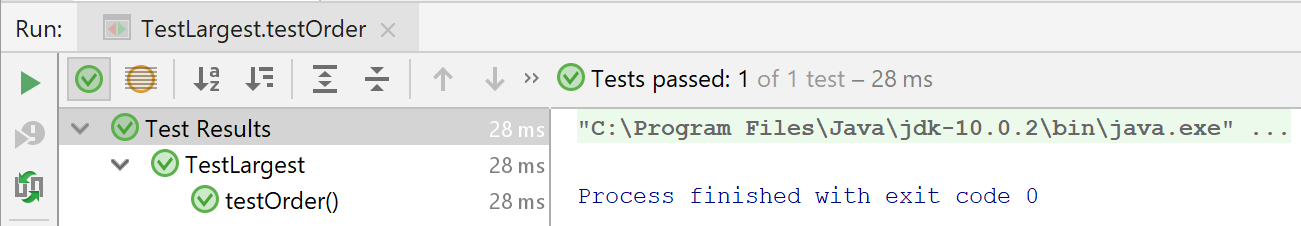 Run: TestLargest.testOrder
Tests passed: 1 of 1 test – 28 ms
Test Results 28 ms
"C:\Program Files\Java\jdk-10.0.2\bin\java.exe" ...
TestLargest 28 ms
testOrder() 28 ms
Process finished with exit code 0